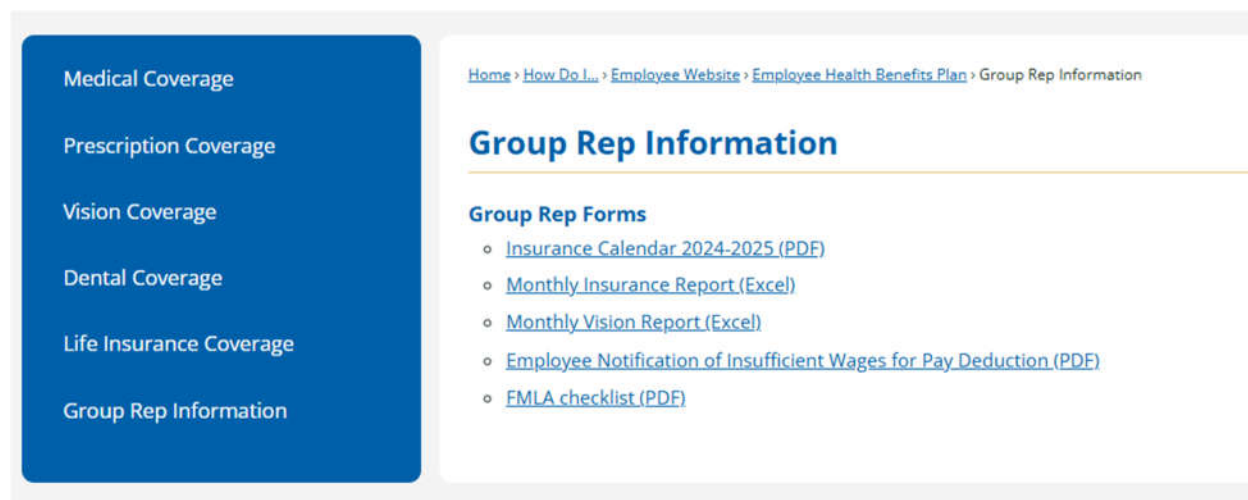 Medical Coverage
Prescription Coverage
Vision Coverage
Dental Coverage
Life Insurance Coverage
Group Rep Information
Home › How Do I... › Employee Website › Employee Health Benefits Plan › Group Rep Information
Group Rep Information
Group Rep Forms
Insurance Calendar 2024-2025 (PDF)
Monthly Insurance Report (Excel)
Monthly Vision Report (Excel)
Employee Notification of Insufficient Wages for Pay Deduction (PDF)
FMLA checklist (PDF)